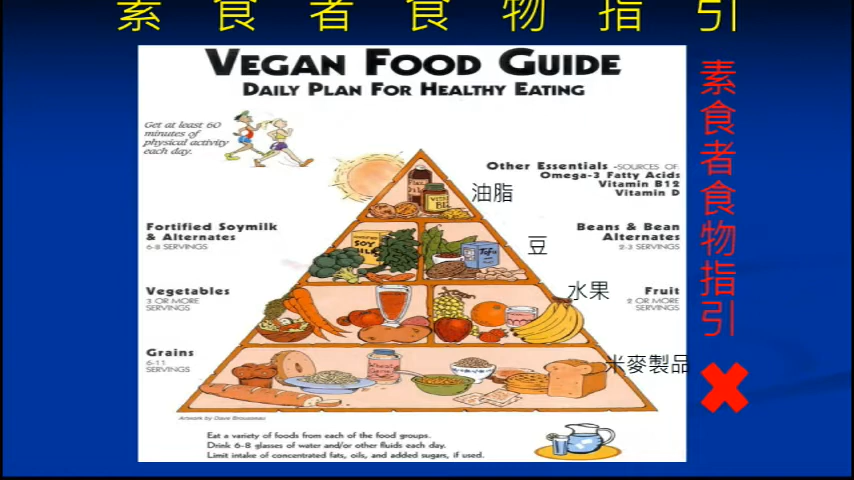 素食者食物指引
VEGAN FOOD GUIDE
DAILY PLAN FOR HEALTHY EATING
Get at least 60
minutes of
physical activity
each day.
Other Essentials -SOURCES OF:
Omega-3 Fatty Acids
Vitamin B12
Vitamin D
油脂
Fortified Soymilk
& Alternates
6-8 SERVINGS
Beans & Bean
Alternates
2-3 SERVINGS
豆
Vegetables
3 OR MORE
SERVINGS
水果
Fruit
2 OR MORE
SERVINGS
Grains
6-11
SERVINGS
米麥製品
Artwork by Dave Brousseau
Eat a variety of foods from each of the food groups.
Drink 6-8 glasses of water and/or other fluids each day.
Limit intake of concentrated fats, oils, and added sugars, if used.
素食者食物指引